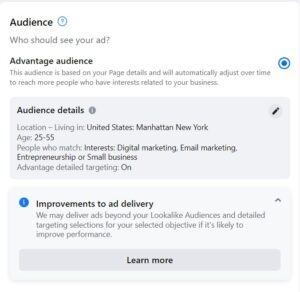 Audience
Who should see your ad?
Advantage audience
This audience is based on your Page details and will automatically adjust over time
to reach more people who have interests related to your business.
Audience details
Location – Living in: United States: Manhattan New York
Age: 25-55
People who match: Interests: Digital marketing, Email marketing,
Entrepreneurship or Small business
Advantage detailed targeting: On
Improvements to ad delivery
We may deliver ads beyond your Lookalike Audiences and detailed
targeting selections for your selected objective if it's likely to
improve performance.
Learn more